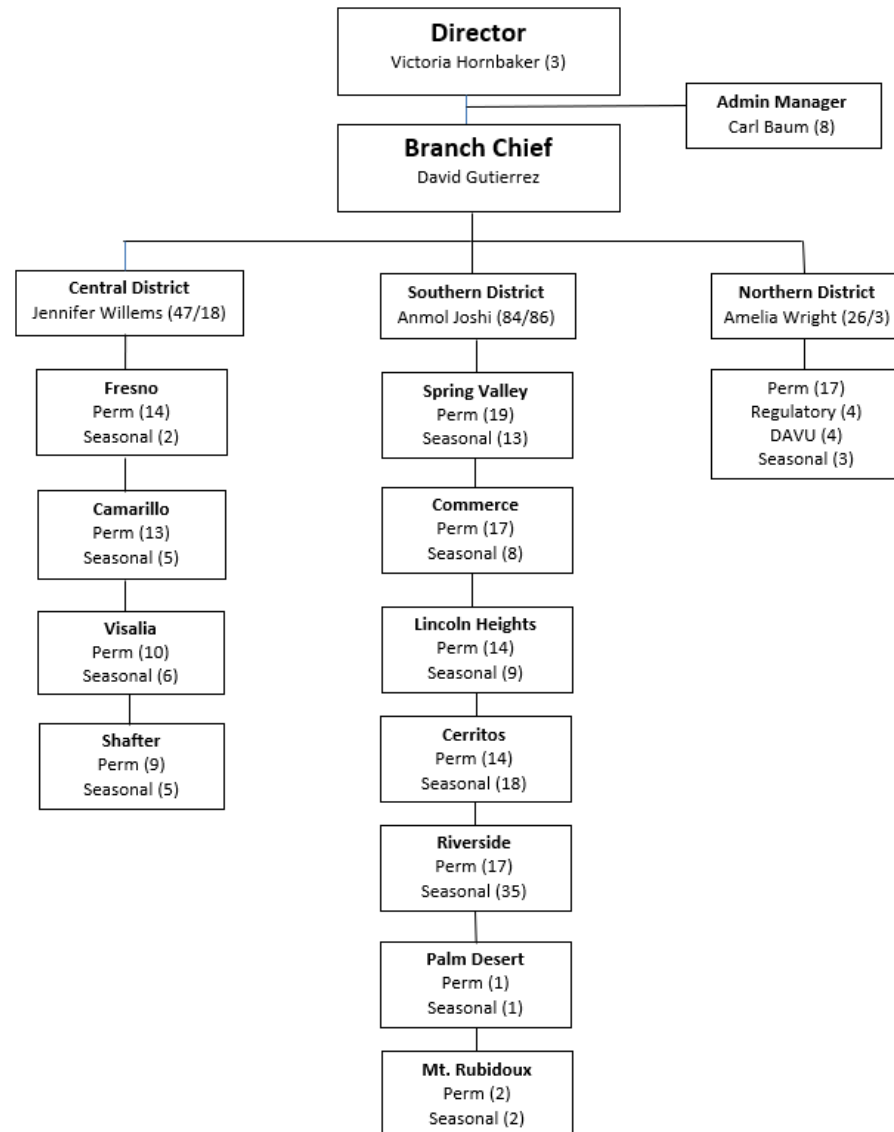 Director
Victoria Hornbaker (3)
Admin Manager
Carl Baum (8)
Branch Chief
David Gutierrez
Central District
Jennifer Willems (47/18)
Southern District
Anmol Joshi (84/86)
Northern District
Amelia Wright (26/3)
Fresno
Perm (14)
Seasonal (2)
Camarillo
Perm (13)
Seasonal (5)
Visalia
Perm (10)
Seasonal (6)
Shafter
Perm (9)
Seasonal (5)
Spring Valley
Perm (19)
Seasonal (13)
Commerce
Perm (17)
Seasonal (8)
Lincoln Heights
Perm (14)
Seasonal (9)
Cerritos
Perm (14)
Seasonal (18)
Riverside
Perm (17)
Seasonal (35)
Palm Desert
Perm (1)
Seasonal (1)
Mt. Rubidoux
Perm (2)
Seasonal (2)
Perm (17)
Regulatory (4)
DAVU (4)
Seasonal (3)